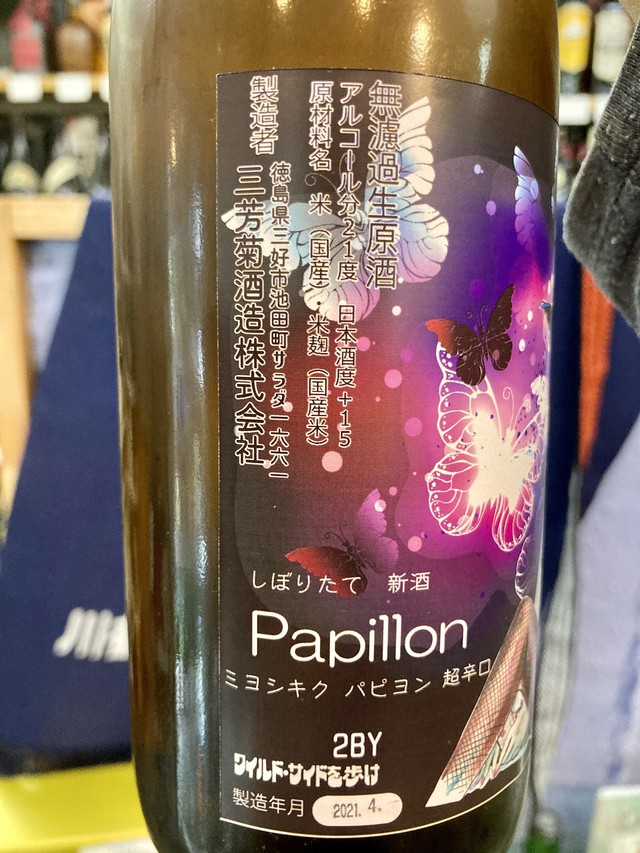 無濾過生原酒
アルコール分21度 日本酒度+15
原材料名 米(国産)・米麹(国産米)
製造者
徳島県三好市池田町サラダ一六六一
三芳菊酒造株式会社
しぼりたて 新酒
Papillon
ミヨシキク パピヨン 超辛口
2BY
ワイルド・サイドを歩け
製造年月 2021. 4.